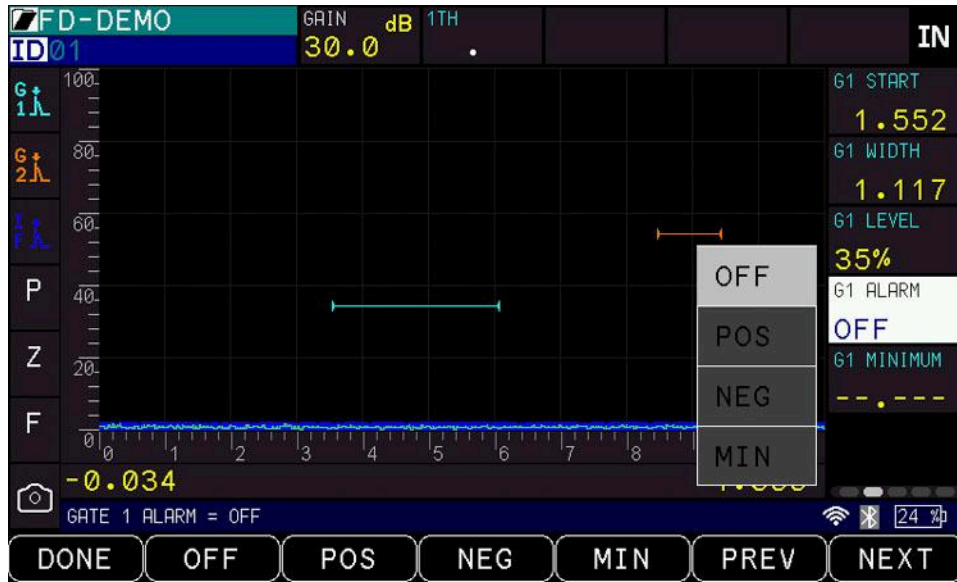 FD-DEMO
ID01
GAIN dB
30.0
1TH
.
IN
G1
G2
IF
P
Z
F
100
80
60
40
20
0
0 1 2 3 4 5 6 7 8
-0.034
G1 START
1.552
G1 WIDTH
1.117
G1 LEVEL
35%
G1 ALARM
OFF
G1 MINIMUM
--.---
OFF
POS
NEG
MIN
GATE 1 ALARM = OFF
24 %
DONE OFF POS NEG MIN PREV NEXT